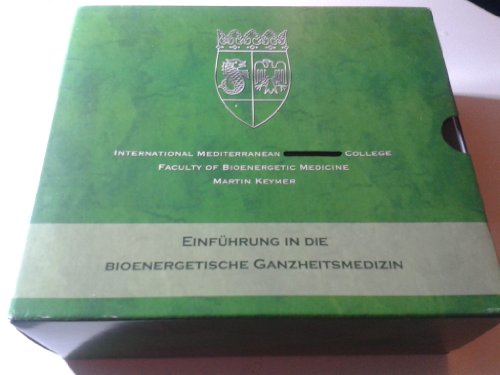 International Mediterranean College
Faculty of Bioenergetic Medicine
Martin Keymer
Einführung in die
bioenergetische Ganzheitsmedizin